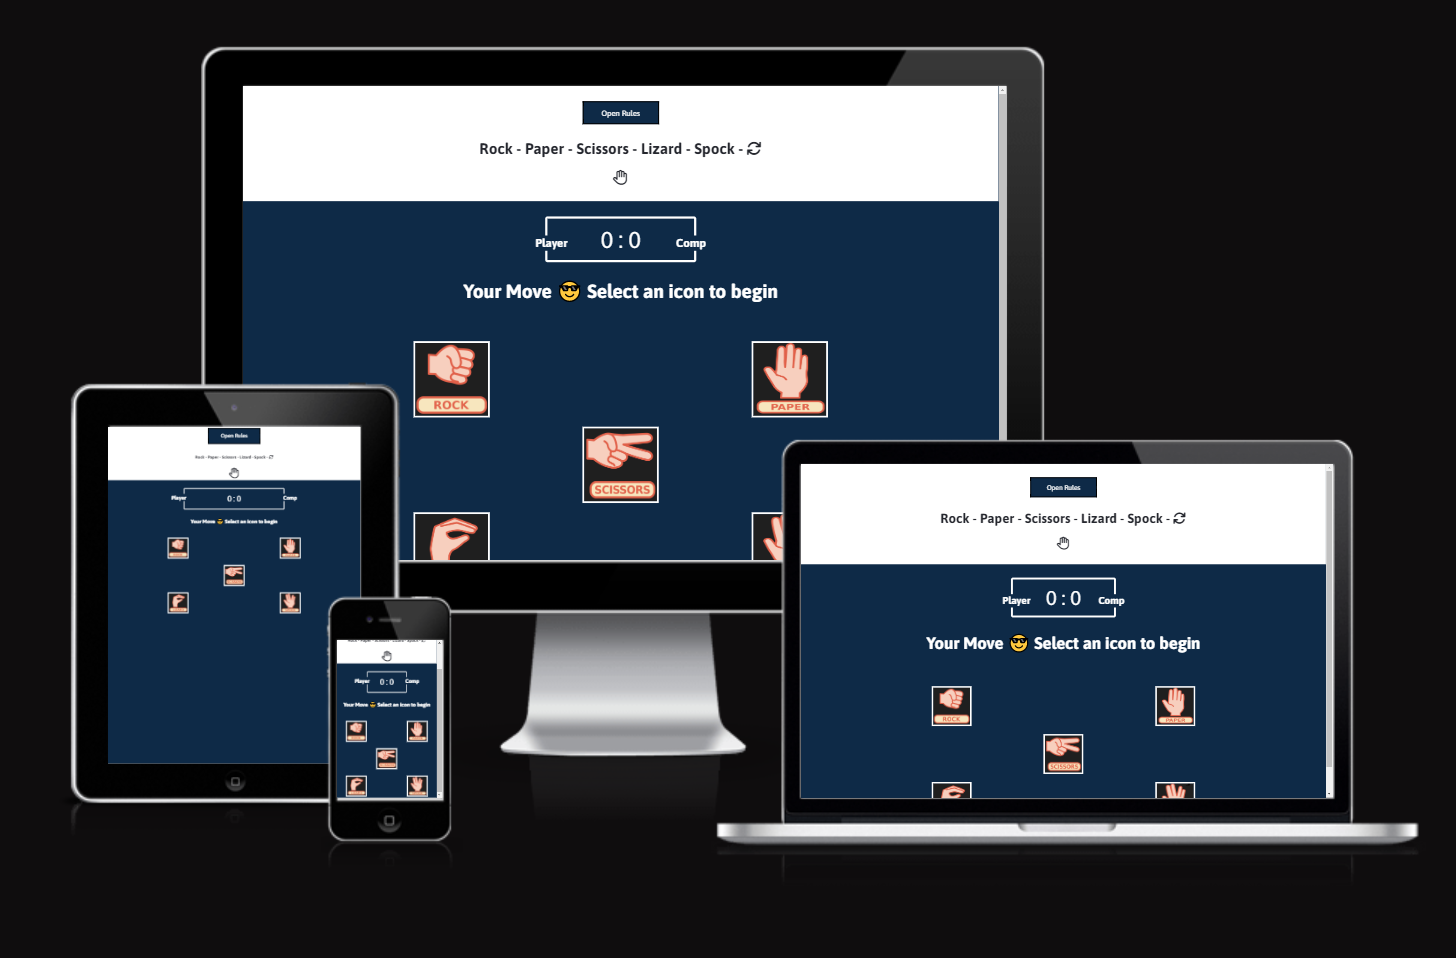 Open Rules
Rock - Paper - Scissors - Lizard - Spock -
Player 0:0 Comp
Your Move 😎 Select an icon to begin
ROCK
PAPER
SCISSORS
Open Rules
Rock - Paper - Scissors - Lizard - Spock -
Player 0:0 Comp
Your Move 😎 Select an icon to begin
Player 0:0 Comp
Your Move 😎 Select an icon to begin
Open Rules
Rock - Paper - Scissors - Lizard - Spock -
Player 0:0 Comp
Your Move 😎 Select an icon to begin
ROCK
PAPER
SCISSORS